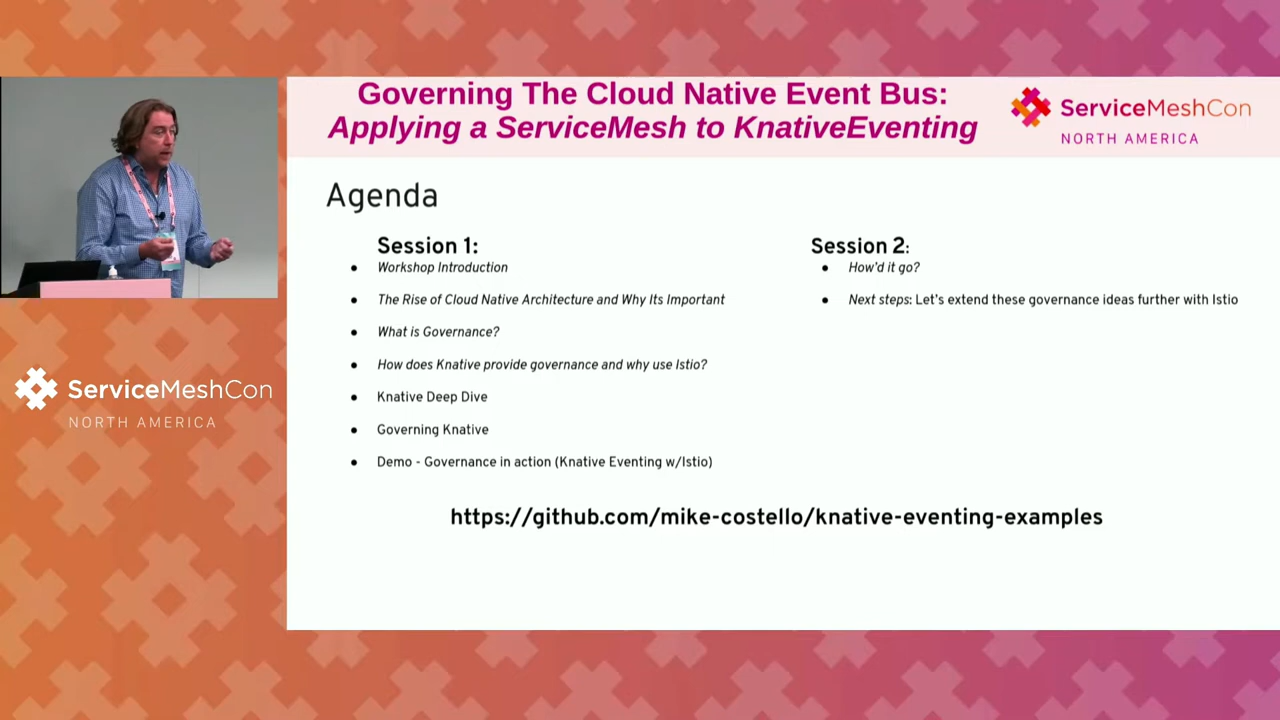 Governing The Cloud Native Event Bus:
Applying a ServiceMesh to KnativeEventing
ServiceMeshCon
NORTH AMERICA
Agenda
Session 1:
Workshop Introduction
The Rise of Cloud Native Architecture and Why Its Important
What is Governance?
How does Knative provide governance and why use Istio?
Knative Deep Dive
Governing Knative
Demo - Governance in action (Knative Eventing w/Istio)
Session 2:
How'd it go?
Next steps: Let's extend these governance ideas further with Istio
https://github.com/mike-costello/knative-eventing-examples
ServiceMeshCon
NORTH AMERICA